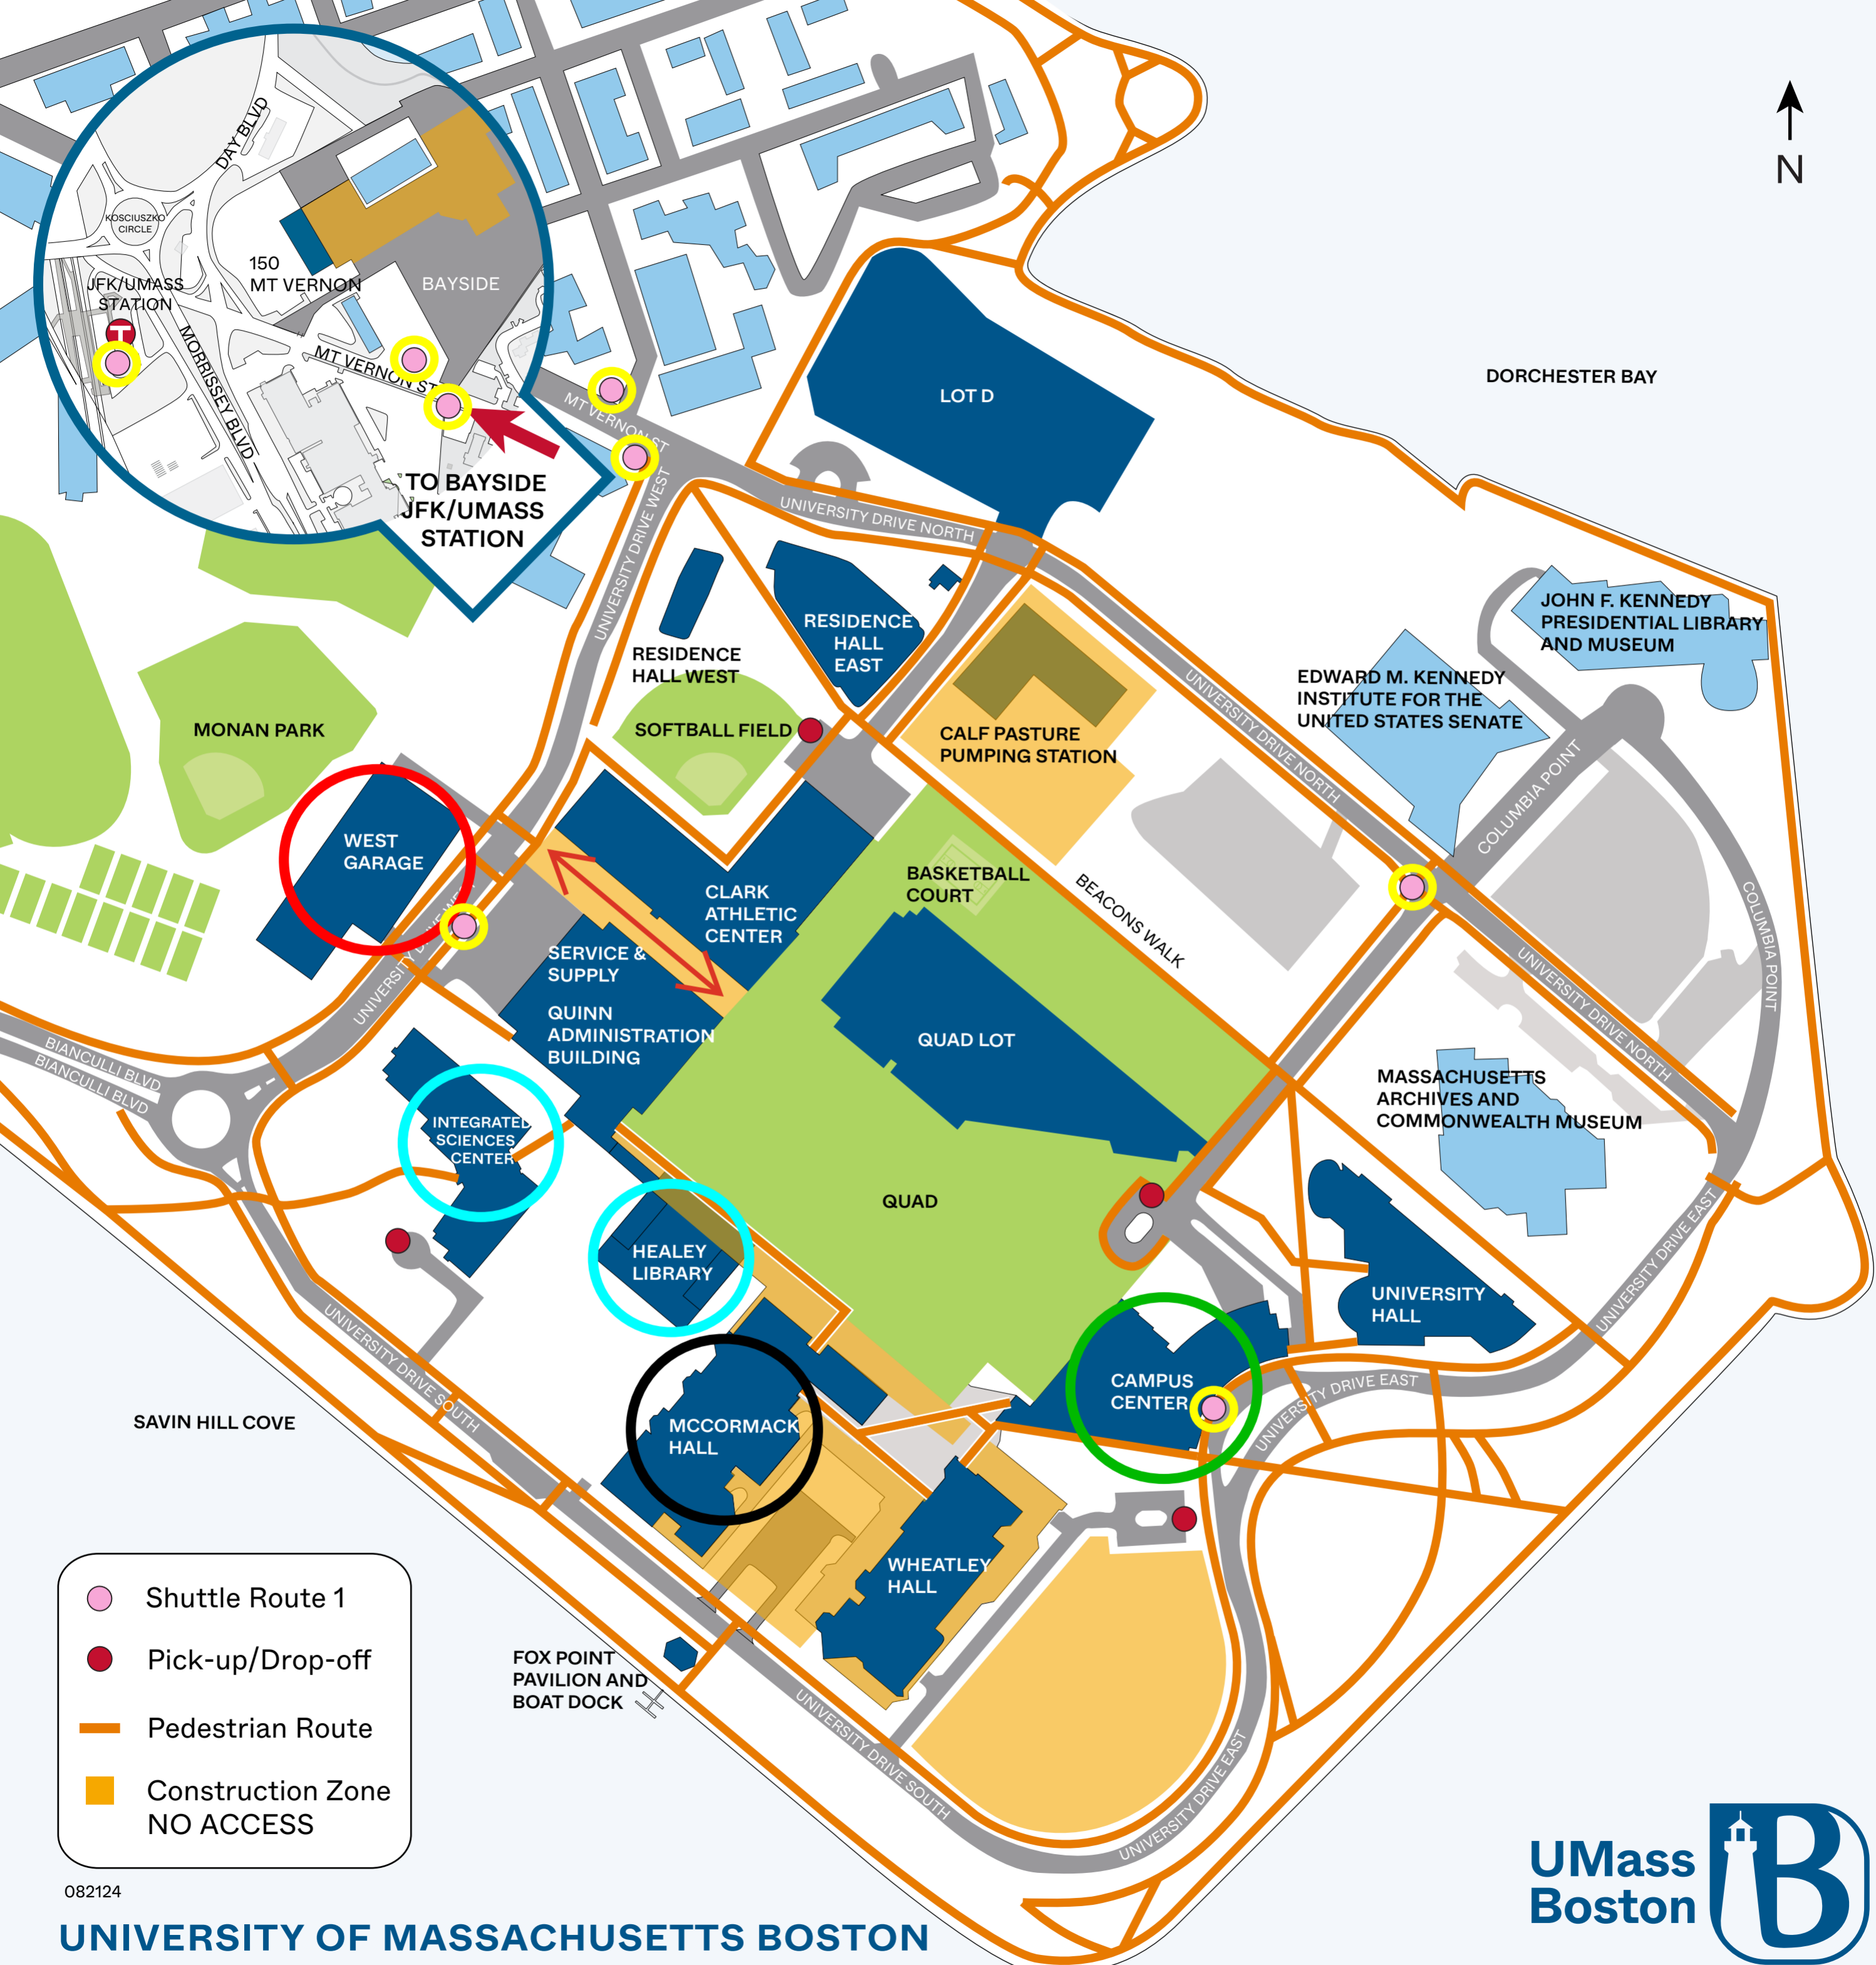 DAY BLVD
KOSCIUSZKO
CIRCLE
150
MT VERNON
BAYSIDE
JFK/UMASS
STATION
T
MORRISSEY BLVD
MT VERNON ST
TO BAYSIDE
JFK/UMASS
STATION
N
DORCHESTER BAY
LOT D
MT VERNON ST
UNIVERSITY DRIVE WEST
UNIVERSITY DRIVE NORTH
RESIDENCE
HALL
EAST
RESIDENCE
HALL WEST
SOFTBALL FIELD
MONAN PARK
CALF PASTURE
PUMPING STATION
UNIVERSITY DRIVE NORTH
JOHN F. KENNEDY
PRESIDENTIAL LIBRARY
AND MUSEUM
EDWARD M. KENNEDY
INSTITUTE FOR THE
UNITED STATES SENATE
COLUMBIA POINT
COLUMBIA POINT
WEST
GARAGE
CLARK
ATHLETIC
CENTER
BASKETBALL
COURT
BEACONS WALK
UNIVERSITY DRIVE WEST
SERVICE &
SUPPLY
QUINN
ADMINISTRATION
BUILDING
QUAD LOT
UNIVERSITY DRIVE NORTH
BIANCULLI BLVD
BIANCULLI BLVD
MASSACHUSETTS
ARCHIVES AND
COMMONWEALTH MUSEUM
INTEGRATED
SCIENCES
CENTER
QUAD
HEALEY
LIBRARY
UNIVERSITY
HALL
UNIVERSITY DRIVE EAST
UNIVERSITY DRIVE SOUTH
CAMPUS
CENTER
UNIVERSITY DRIVE EAST
SAVIN HILL COVE
MCCORMACK
HALL
WHEATLEY
HALL
FOX POINT
PAVILION AND
BOAT DOCK
UNIVERSITY DRIVE SOUTH
UNIVERSITY DRIVE EAST
Shuttle Route 1
Pick-up/Drop-off
Pedestrian Route
Construction Zone
NO ACCESS
082124
UNIVERSITY OF MASSACHUSETTS BOSTON
UMass
Boston
B